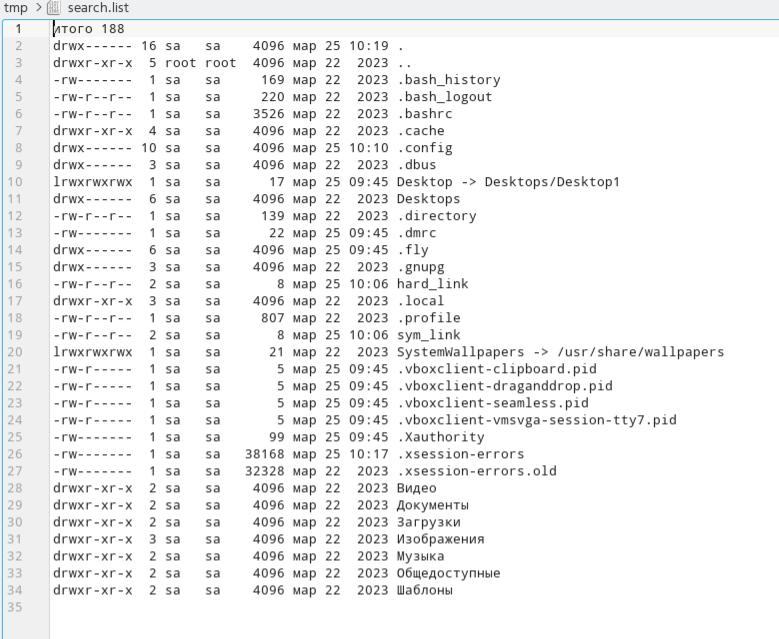 tmp > search.list
1 итого 188
2 drwx------ 16 sa   sa    4096 мар 25 10:19 .
3 drwxr-xr-x  5 root root  4096 мар 22  2023 ..
4 -rw-------  1 sa   sa     169 мар 22  2023 .bash_history
5 -rw-r--r--  1 sa   sa     220 мар 22  2023 .bash_logout
6 -rw-r--r--  1 sa   sa    3526 мар 22  2023 .bashrc
7 drwxr-xr-x  4 sa   sa    4096 мар 22  2023 .cache
8 drwx------ 10 sa   sa    4096 мар 25 10:10 .config
9 drwx------  3 sa   sa    4096 мар 22  2023 .dbus
10 lrwxrwxrwx  1 sa   sa      17 мар 25 09:45 Desktop -> Desktops/Desktop1
11 drwx------  6 sa   sa    4096 мар 22  2023 Desktops
12 -rw-r--r--  1 sa   sa     139 мар 22  2023 .directory
13 -rw-------  1 sa   sa      22 мар 25 09:45 .dmrc
14 drwx------  6 sa   sa    4096 мар 25 09:45 .fly
15 drwx------  3 sa   sa    4096 мар 22  2023 .gnupg
16 -rw-r--r--  2 sa   sa       8 мар 25 10:06 hard_link
17 drwxr-xr-x  3 sa   sa    4096 мар 22  2023 .local
18 -rw-r--r--  1 sa   sa     807 мар 22  2023 .profile
19 -rw-r--r--  2 sa   sa       8 мар 25 10:06 sym_link
20 lrwxrwxrwx  1 sa   sa      21 мар 22  2023 SystemWallpapers -> /usr/share/wallpapers
21 -rw-r-----  1 sa   sa       5 мар 25 09:45 .vboxclient-clipboard.pid
22 -rw-r-----  1 sa   sa       5 мар 25 09:45 .vboxclient-draganddrop.pid
23 -rw-r-----  1 sa   sa       5 мар 25 09:45 .vboxclient-seamless.pid
24 -rw-r-----  1 sa   sa       5 мар 25 09:45 .vboxclient-vmsvga-session-tty7.pid
25 -rw-------  1 sa   sa      99 мар 25 09:45 .Xauthority
26 -rw-------  1 sa   sa   38168 мар 25 10:17 .xsession-errors
27 -rw-------  1 sa   sa   32328 мар 22  2023 .xsession-errors.old
28 drwxr-xr-x  2 sa   sa    4096 мар 22  2023 Видео
29 drwxr-xr-x  2 sa   sa    4096 мар 22  2023 Документы
30 drwxr-xr-x  2 sa   sa    4096 мар 22  2023 Загрузки
31 drwxr-xr-x  3 sa   sa    4096 мар 22  2023 Изображения
32 drwxr-xr-x  2 sa   sa    4096 мар 22  2023 Музыка
33 drwxr-xr-x  2 sa   sa    4096 мар 22  2023 Общедоступные
34 drwxr-xr-x  2 sa   sa    4096 мар 22  2023 Шаблоны
35